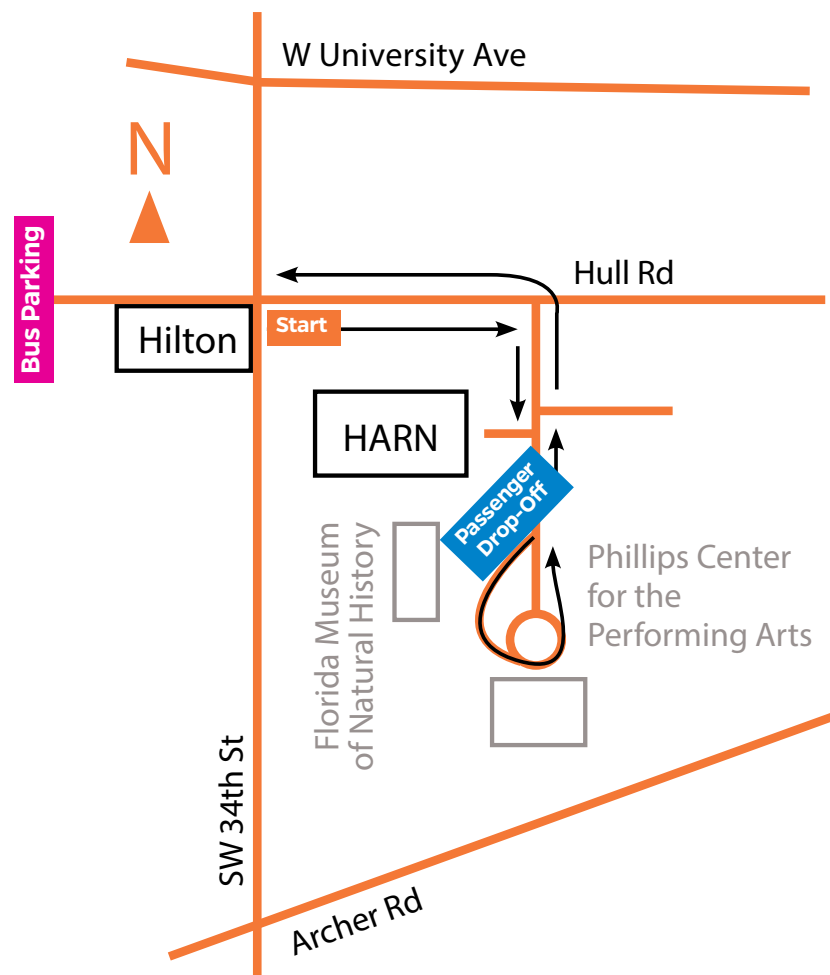 W University Ave
N
Hull Rd
Bus Parking
Hilton
Start
HARN
Passenger
Drop-Off
Florida Museum
of Natural History
Phillips Center
for the
Performing Arts
SW 34th St
Archer Rd